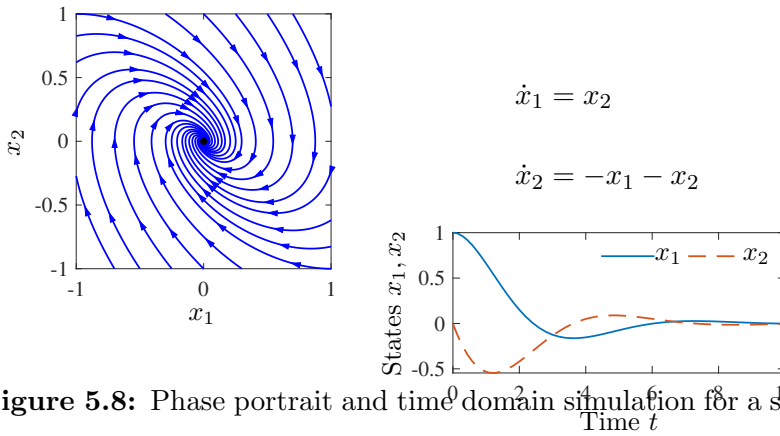 1
0.5
0
-0.5
-1
x₂
-1 0 1
x₁
ẋ₁ = x₂
ẋ₂ = −x₁ − x₂
States x₁, x₂
1
0
-0.5
x₁ x₂
0 2 4 6 8 10
Time t
igure 5.8: Phase portrait and time domain simulation for a s